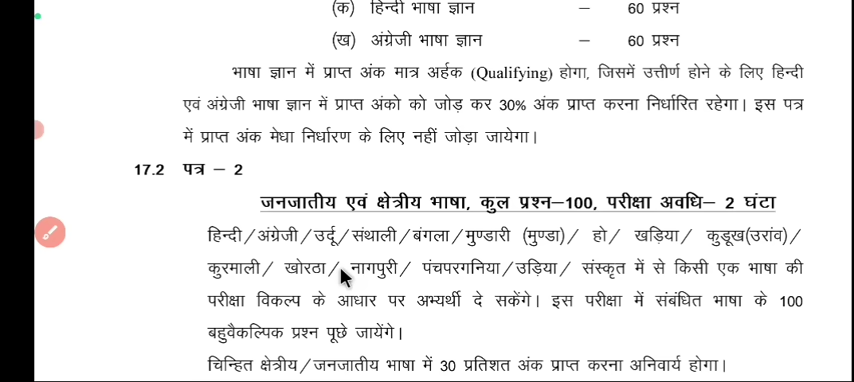 (क) हिन्दी भाषा ज्ञान – 60 प्रश्न
(ख) अंग्रेजी भाषा ज्ञान – 60 प्रश्न
भाषा ज्ञान में प्राप्त अंक मात्र अर्हक (Qualifying) होगा, जिसमें उत्तीर्ण होने के लिए हिन्दी
एवं अंग्रेजी भाषा ज्ञान में प्राप्त अंको को जोड़ कर 30% अंक प्राप्त करना निर्धारित रहेगा। इस पत्र
में प्राप्त अंक मेधा निर्धारण के लिए नहीं जोड़ा जायेगा।
17.2 पत्र – 2
जनजातीय एवं क्षेत्रीय भाषा, कुल प्रश्न–100, परीक्षा अवधि– 2 घंटा
हिन्दी/अंग्रेजी/उर्दू/संथाली/बंगला/मुण्डारी (मुण्डा)/ हो/ खड़िया/ कुडूख(उरांव)/
कुरमाली/ खोरठा/ नागपुरी/ पंचपरगनिया/उड़िया/ संस्कृत में से किसी एक भाषा की
परीक्षा विकल्प के आधार पर अभ्यर्थी दे सकेंगे। इस परीक्षा में संबंधित भाषा के 100
बहुवैकल्पिक प्रश्न पूछे जायेंगे।
चिन्हित क्षेत्रीय/जनजातीय भाषा में 30 प्रतिशत अंक प्राप्त करना अनिवार्य होगा।